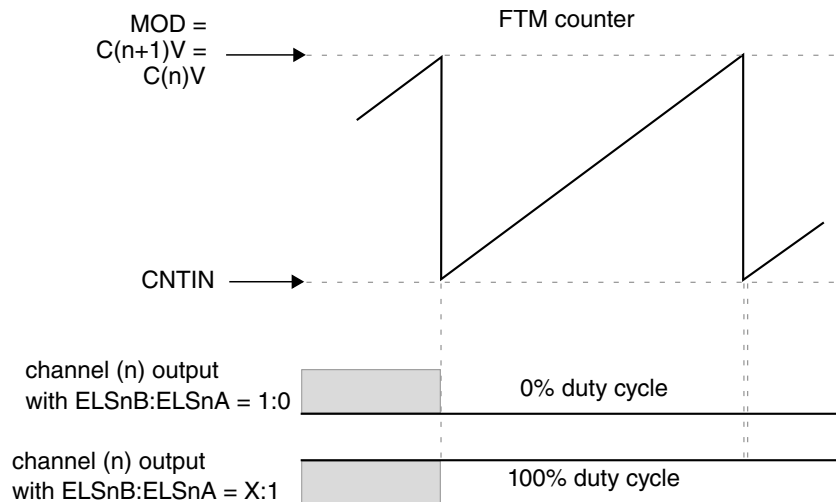 FTM counter
MOD =
C(n+1)V =
C(n)V
CNTIN
channel (n) output
with ELSnB:ELSnA = 1:0
0% duty cycle
channel (n) output
with ELSnB:ELSnA = X:1
100% duty cycle